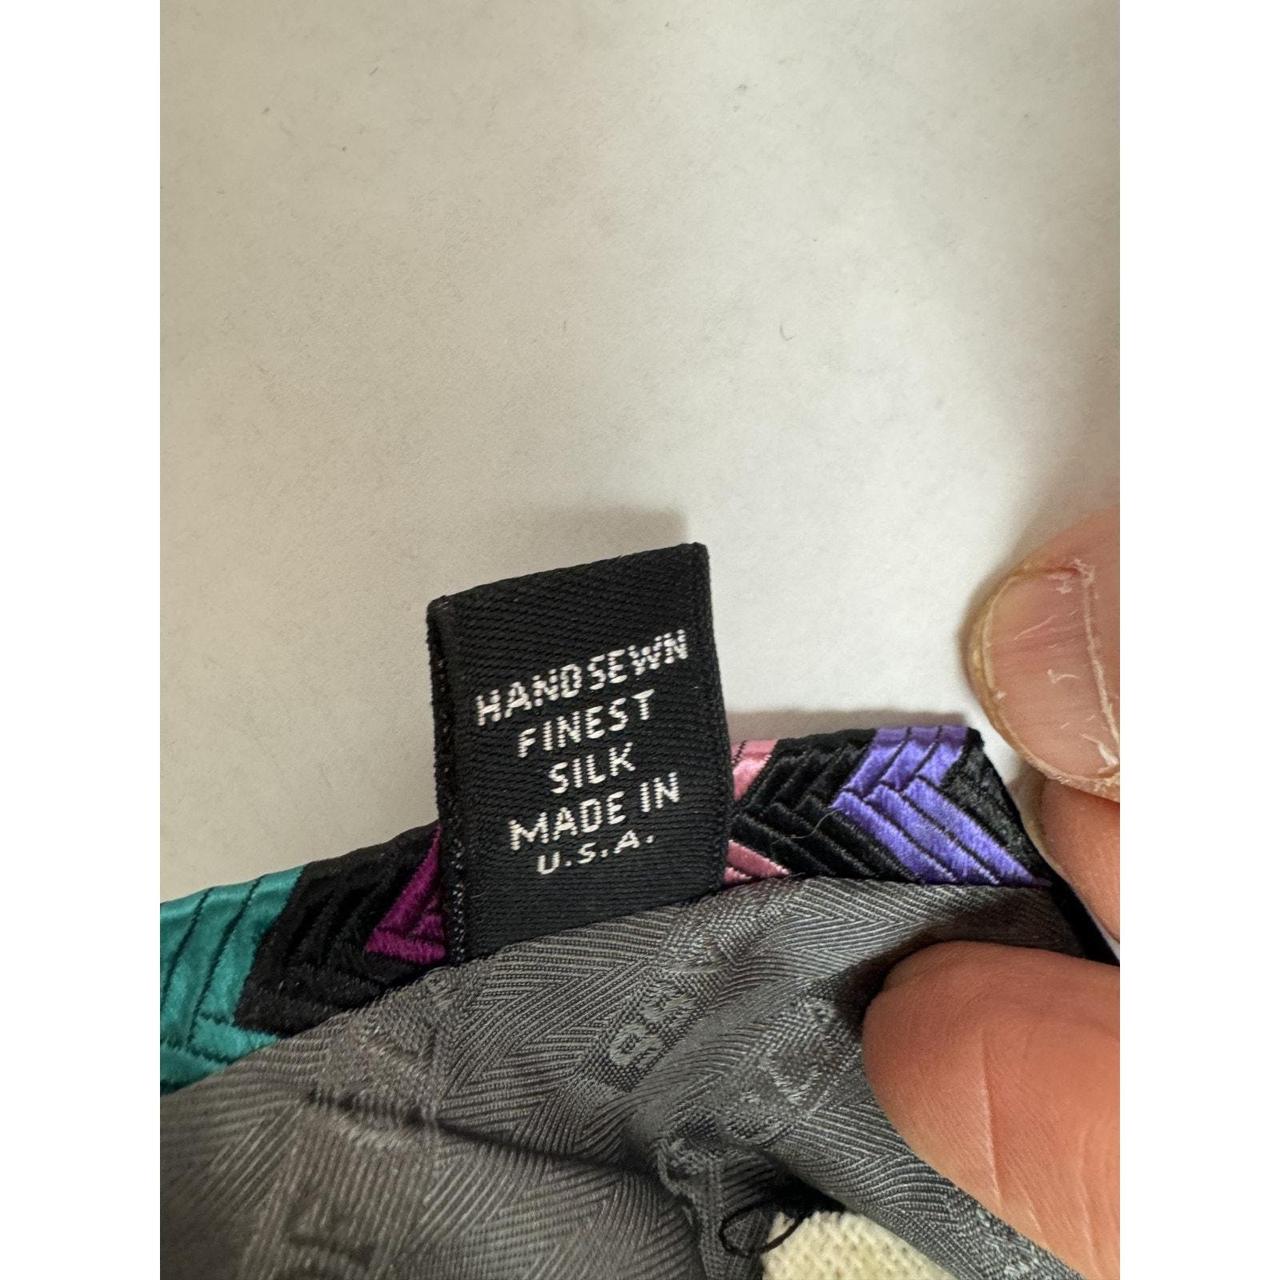 HANDSEWN
FINEST
SILK
MADE IN
U.S.A.